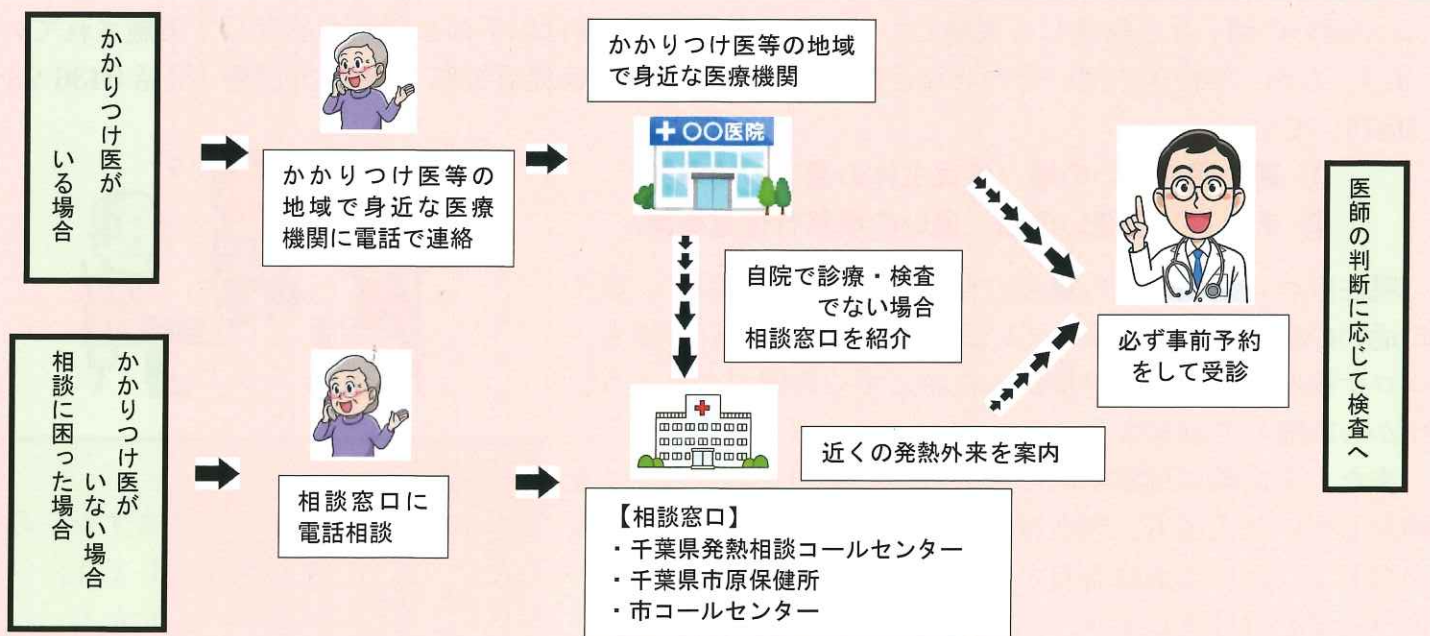 かかりつけ医が
いる場合
かかりつけ医等の
地域で身近な医療
機関に電話で連絡
かかりつけ医等の地域
で身近な医療機関
〇〇医院
自院で診療・検査
でない場合
相談窓口を紹介
必ず事前予約
をして受診
医師の判断に応じて検査へ
かかりつけ医が
いない場合
相談に困った場合
相談窓口に
電話相談
近くの発熱外来を案内
【相談窓口】
・千葉県発熱相談コールセンター
・千葉県市原保健所
・市コールセンター